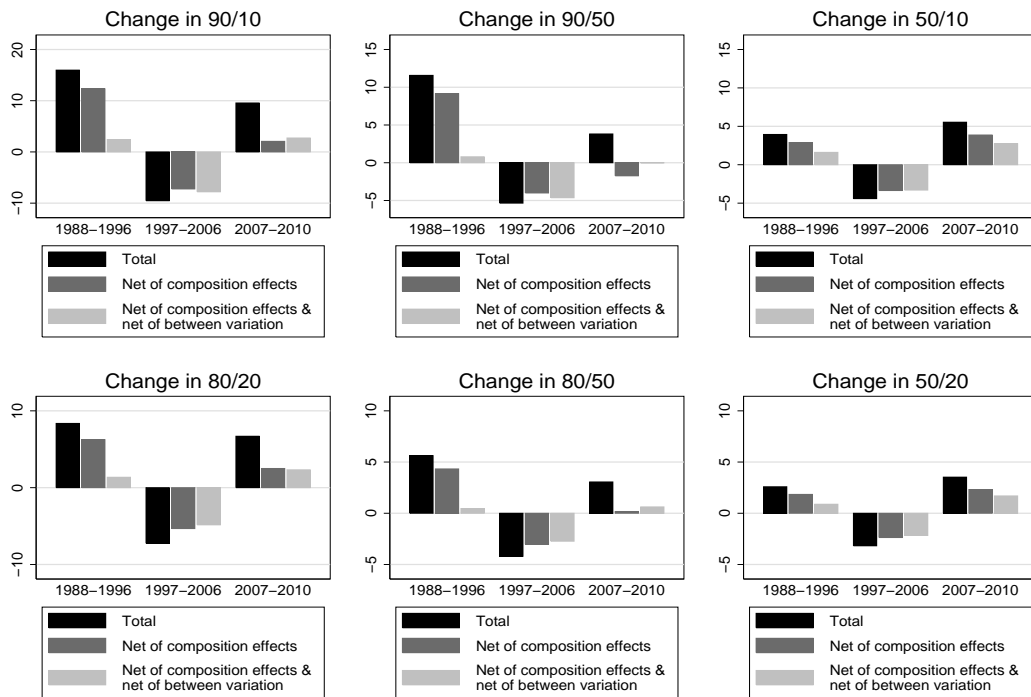 Change in 90/10
20
10
0
−10
1988−1996 1997−2006 2007−2010
Total
Net of composition effects
Net of composition effects &
net of between variation
Change in 90/50
15
10
5
0
−5
1988−1996 1997−2006 2007−2010
Total
Net of composition effects
Net of composition effects &
net of between variation
Change in 50/10
15
10
5
0
−5
1988−1996 1997−2006 2007−2010
Total
Net of composition effects
Net of composition effects &
net of between variation
Change in 80/20
10
0
−10
1988−1996 1997−2006 2007−2010
Total
Net of composition effects
Net of composition effects &
net of between variation
Change in 80/50
10
5
0
−5
1988−1996 1997−2006 2007−2010
Total
Net of composition effects
Net of composition effects &
net of between variation
Change in 50/20
10
5
0
−5
1988−1996 1997−2006 2007−2010
Total
Net of composition effects
Net of composition effects &
net of between variation